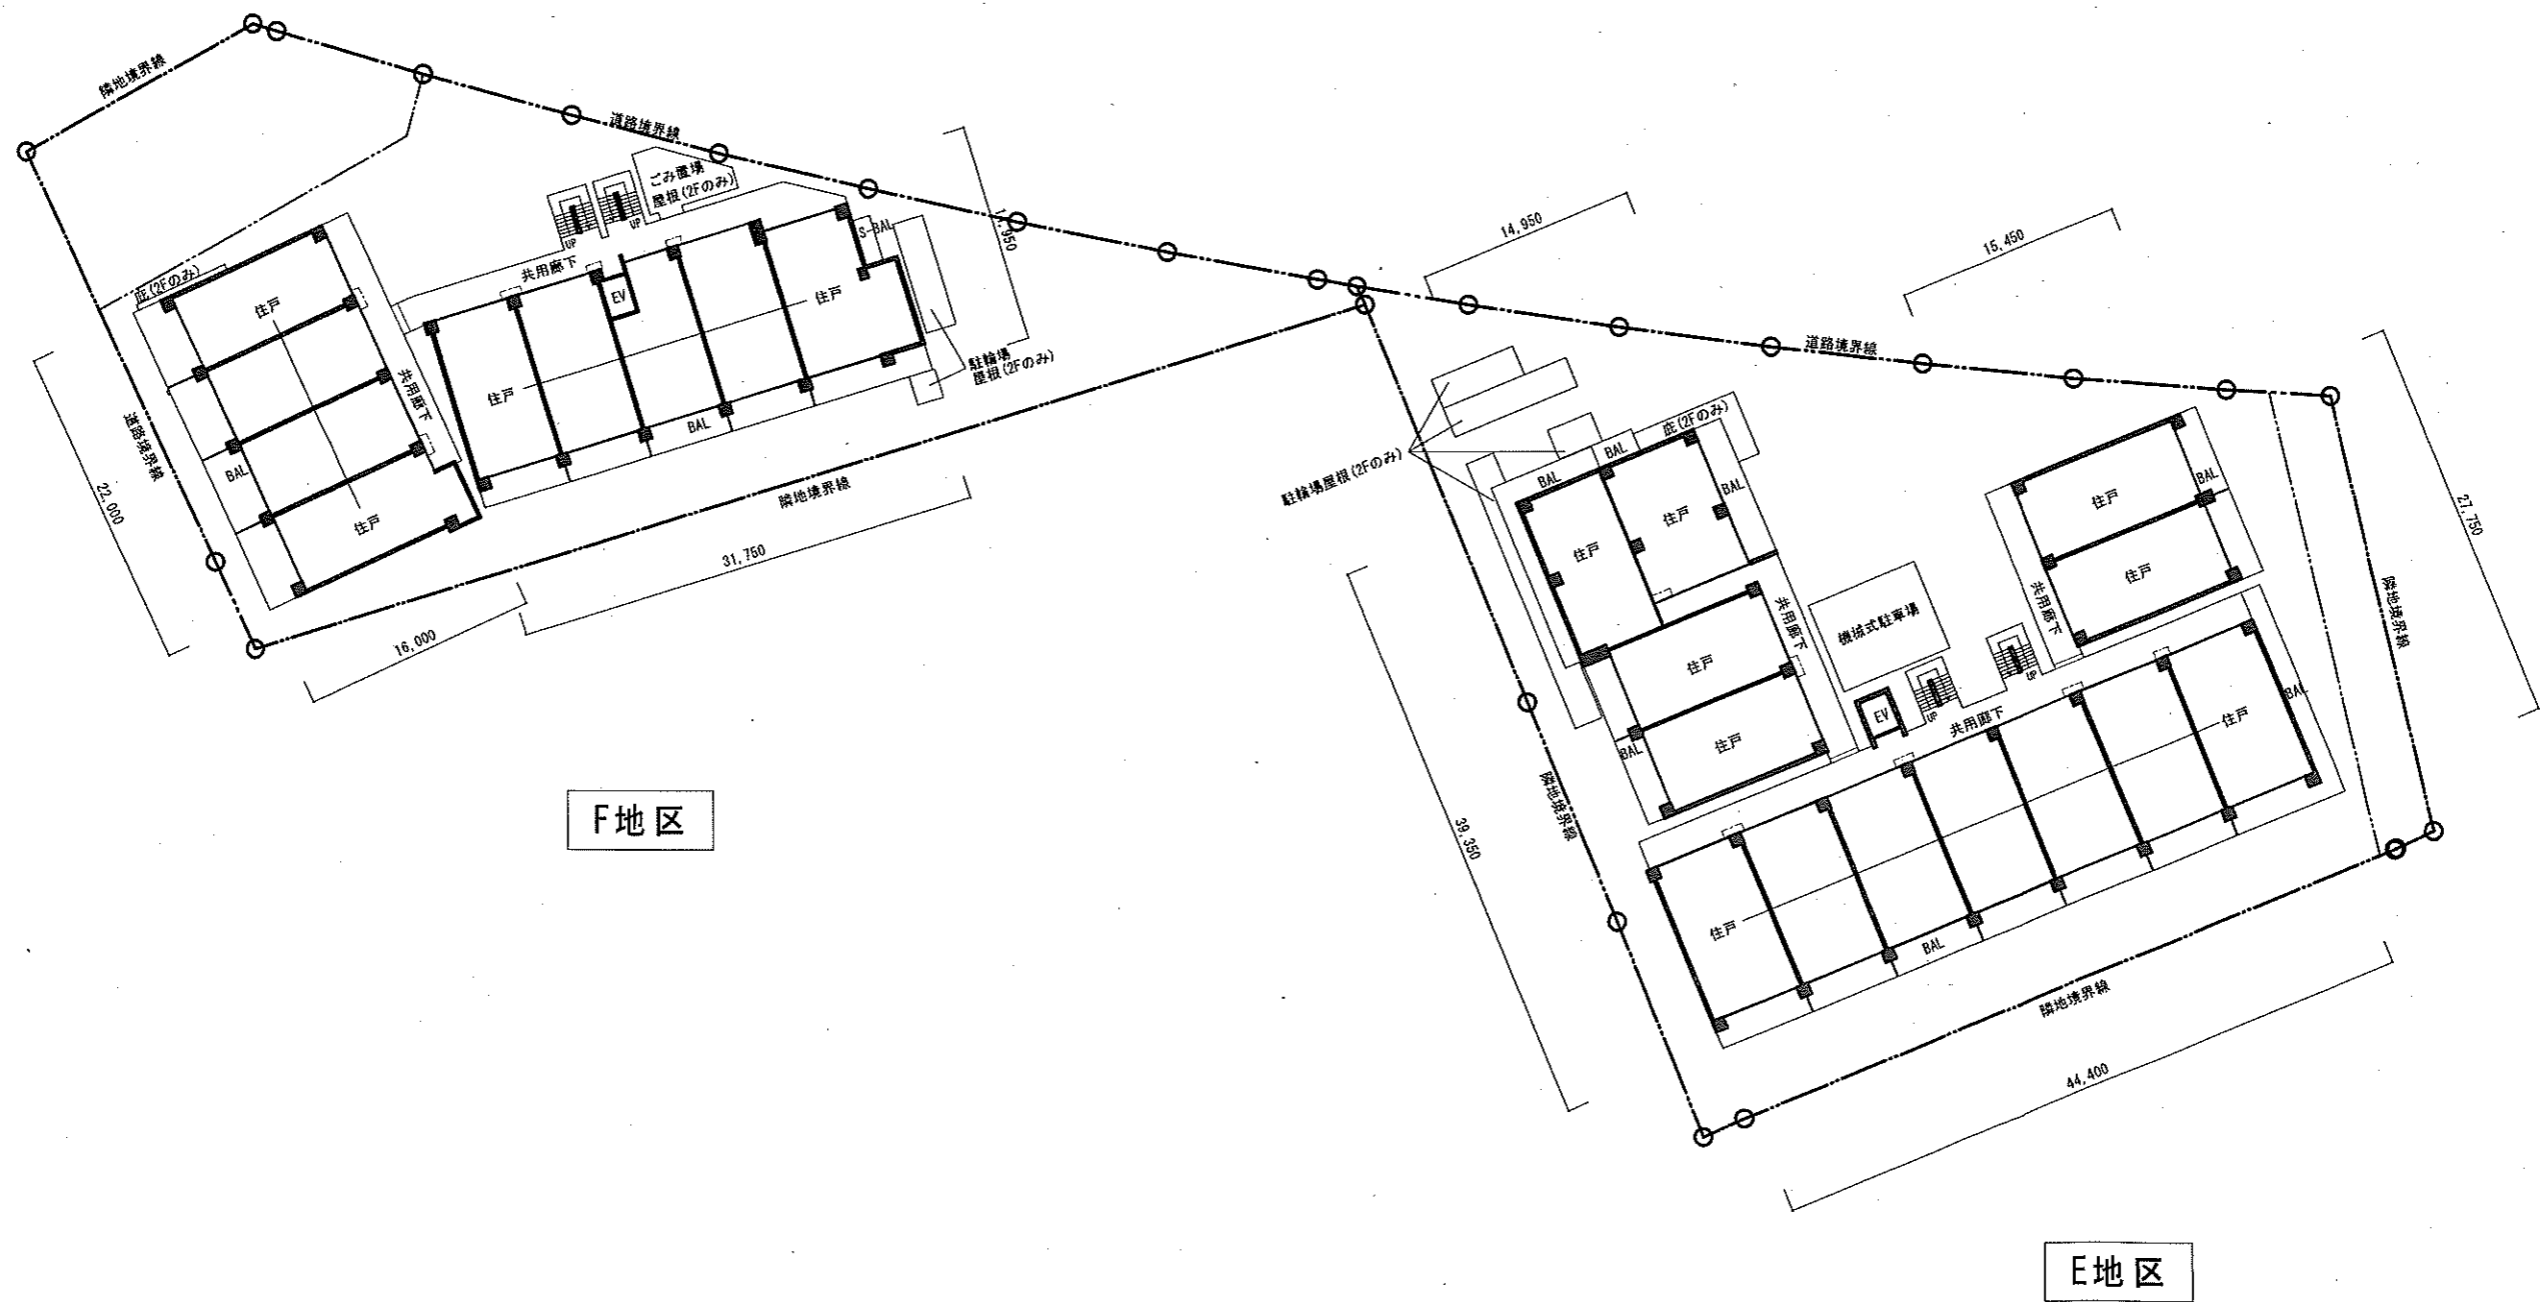 隣地境界線
道路境界線
ごみ置場
屋根(2Fのみ)
UP
UP
S-BAL
共用廊下
EV
住戸
住戸
BAL
駐輪場
屋根(2Fのみ)
庇(2Fのみ)
住戸
共用廊下
BAL
住戸
道路境界線
22,000
16,000
31,750
隣地境界線
F地区
14,950
15,450
道路境界線
27,750
駐輪場屋根(2Fのみ)
BAL
BAL
庇(2Fのみ)
BAL
住戸
住戸
住戸
住戸
BAL
共用廊下
機械式駐車場
住戸
BAL
住戸
共用廊下
隣地境界線
EV
UP
UP
共用廊下
住戸
BAL
住戸
BAL
隣地境界線
39,350
隣地境界線
44,400
E地区